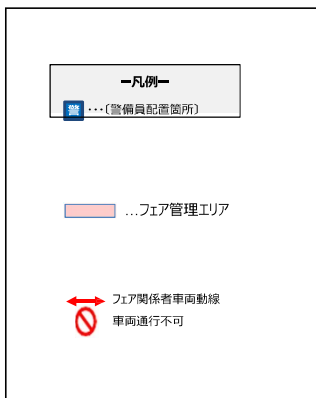 ー凡例ー
警 ・・・〔警備員配置箇所〕
…フェア管理エリア
フェア関係者車両動線
車両通行不可